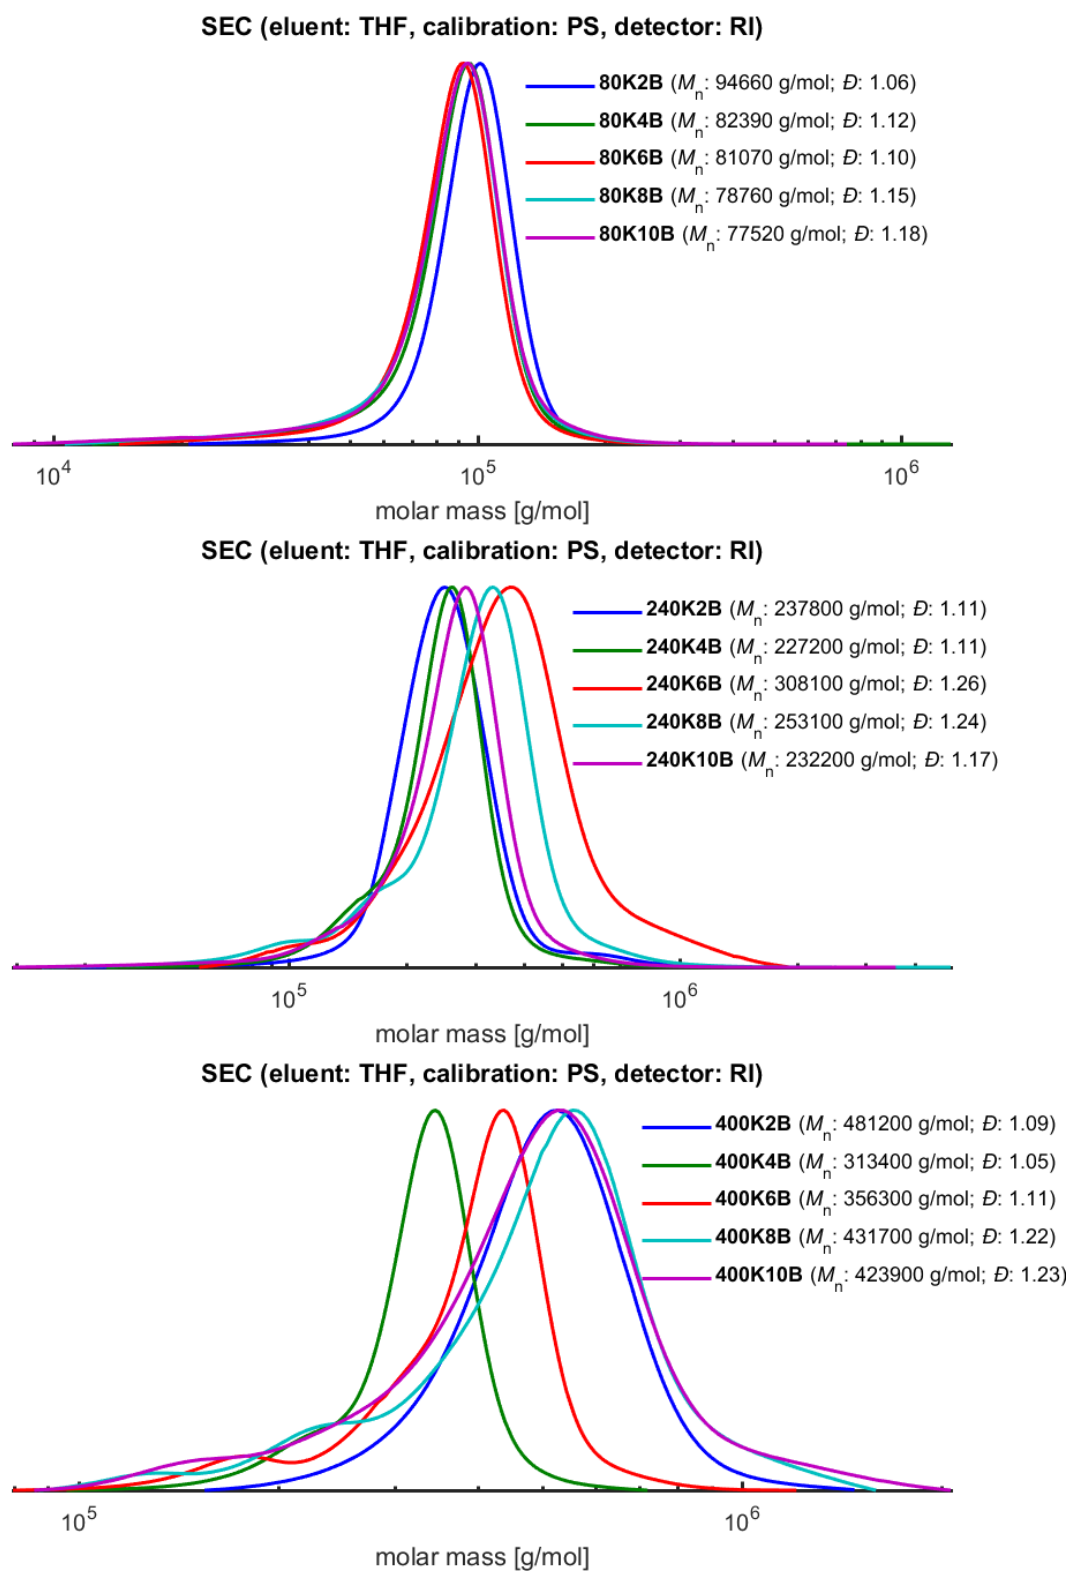 SEC (eluent: THF, calibration: PS, detector: RI)
80K2B (Mn: 94660 g/mol; Đ: 1.06)
80K4B (Mn: 82390 g/mol; Đ: 1.12)
80K6B (Mn: 81070 g/mol; Đ: 1.10)
80K8B (Mn: 78760 g/mol; Đ: 1.15)
80K10B (Mn: 77520 g/mol; Đ: 1.18)
10^4 10^5 10^6
molar mass [g/mol]
SEC (eluent: THF, calibration: PS, detector: RI)
240K2B (Mn: 237800 g/mol; Đ: 1.11)
240K4B (Mn: 227200 g/mol; Đ: 1.11)
240K6B (Mn: 308100 g/mol; Đ: 1.26)
240K8B (Mn: 253100 g/mol; Đ: 1.24)
240K10B (Mn: 232200 g/mol; Đ: 1.17)
10^5 10^6
molar mass [g/mol]
SEC (eluent: THF, calibration: PS, detector: RI)
400K2B (Mn: 481200 g/mol; Đ: 1.09)
400K4B (Mn: 313400 g/mol; Đ: 1.05)
400K6B (Mn: 356300 g/mol; Đ: 1.11)
400K8B (Mn: 431700 g/mol; Đ: 1.22)
400K10B (Mn: 423900 g/mol; Đ: 1.23)
10^5 10^6
molar mass [g/mol]